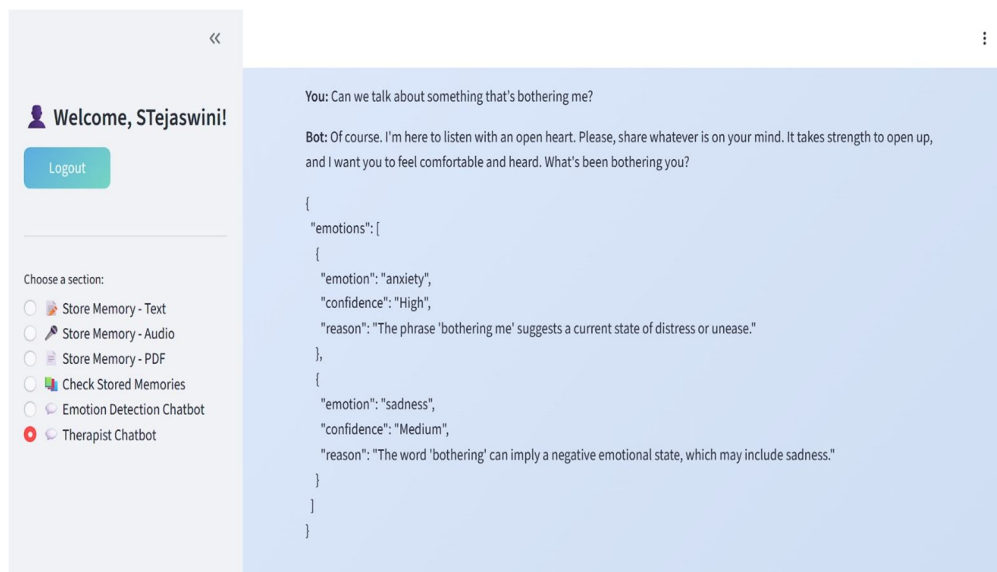 Welcome, STejaswini!
Logout
Choose a section:
Store Memory - Text
Store Memory - Audio
Store Memory - PDF
Check Stored Memories
Emotion Detection Chatbot
Therapist Chatbot
You: Can we talk about something that's bothering me?
Bot: Of course. I'm here to listen with an open heart. Please, share whatever is on your mind. It takes strength to open up,
and I want you to feel comfortable and heard. What's been bothering you?
{
"emotions": [
{
"emotion": "anxiety",
"confidence": "High",
"reason": "The phrase 'bothering me' suggests a current state of distress or unease."
},
{
"emotion": "sadness",
"confidence": "Medium",
"reason": "The word 'bothering' can imply a negative emotional state, which may include sadness."
}
]
}